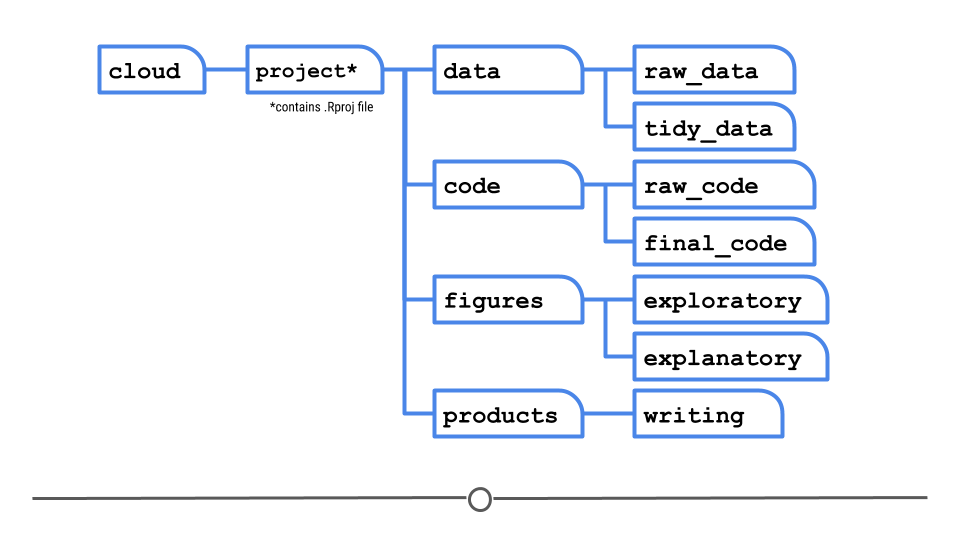 cloud
project*
*contains .Rproj file
data
raw_data
tidy_data
code
raw_code
final_code
figures
exploratory
explanatory
products
writing